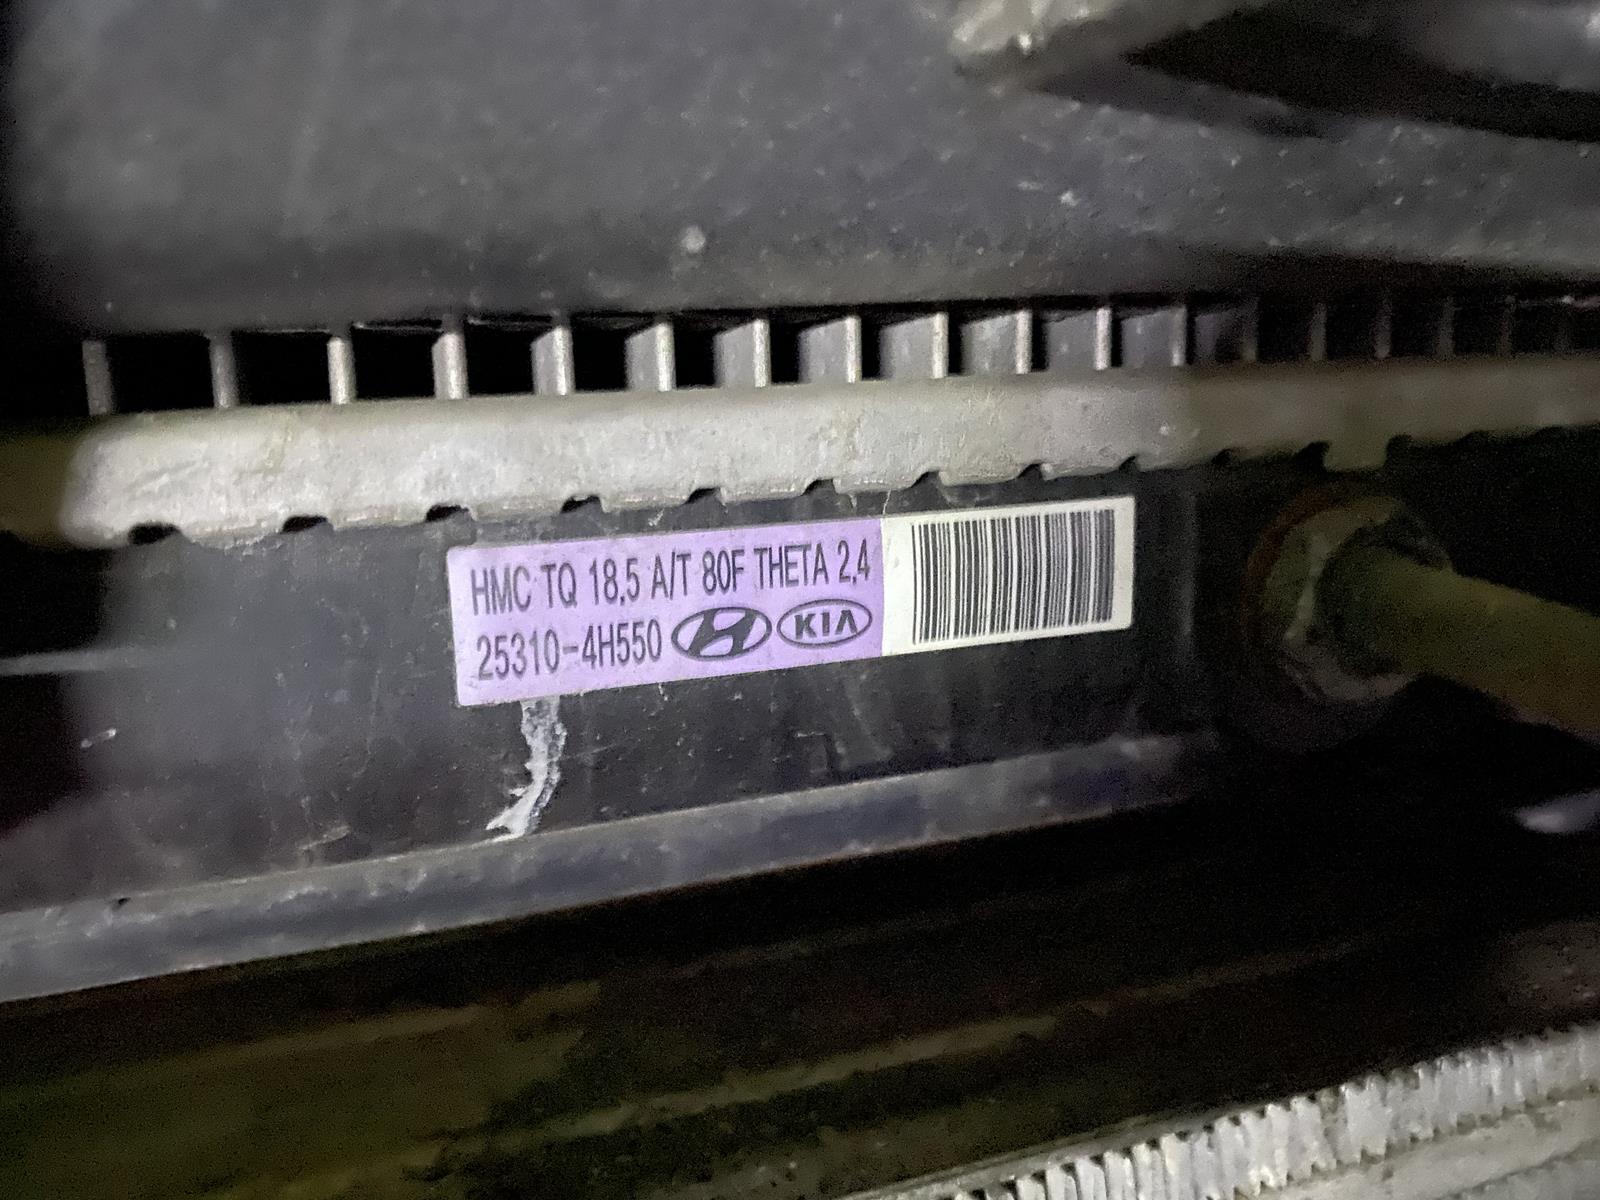 HMC TQ 18.5 A/T 80F THETA 2.4
25310-4H550 KIA